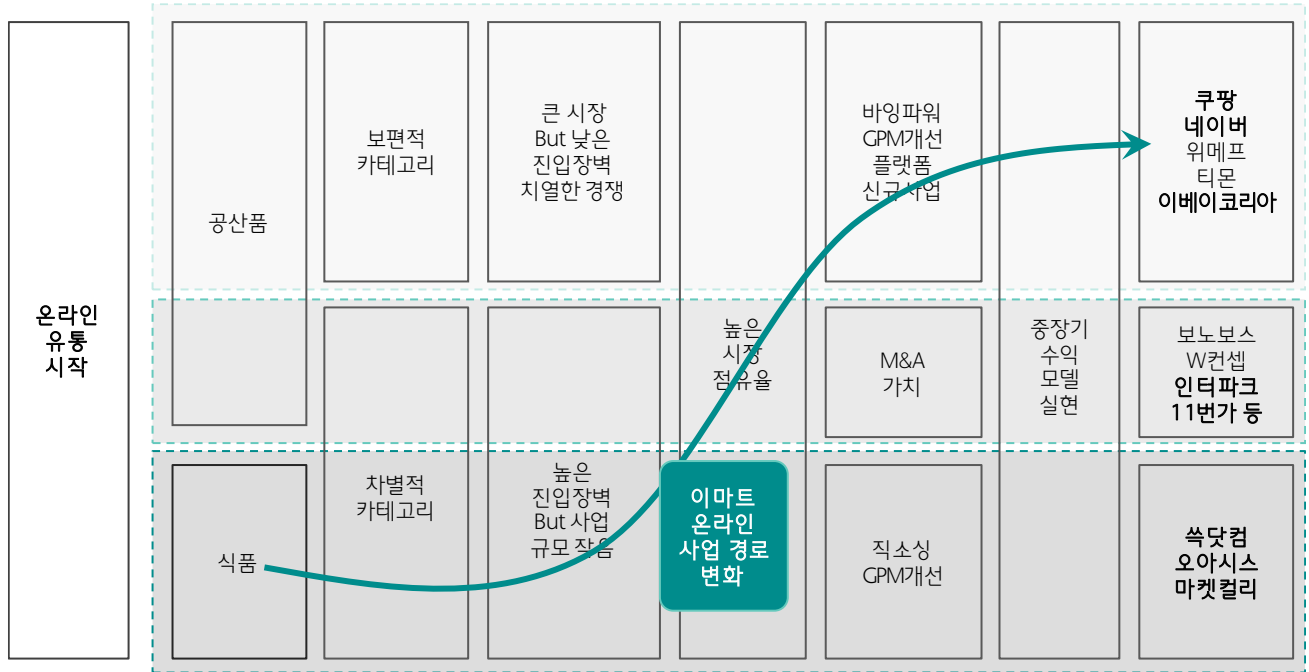 온라인
유통
시작
공산품
식품
보편적
카테고리
차별적
카테고리
큰 시장
But 낮은
진입장벽
치열한 경쟁
높은
진입장벽
But 사업
규모 작음
높은
시장
점유율
이마트
온라인
사업 경로
변화
바잉파워
GPM개선
플랫폼
신규사업
M&A
가치
직소싱
GPM개선
중장기
수익
모델
실현
쿠팡
네이버
위메프
티몬
이베이코리아
보노보스
W컨셉
인터파크
11번가 등
쓱닷컴
오아시스
마켓컬리